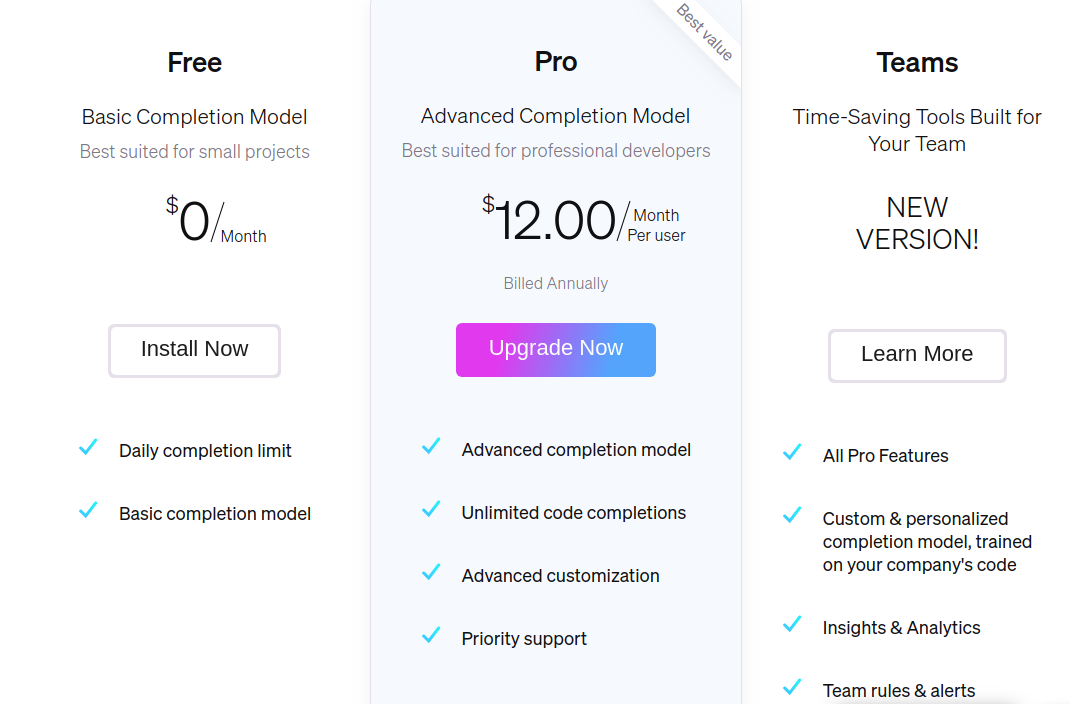 Free
Basic Completion Model
Best suited for small projects
$0/Month
Install Now
Daily completion limit
Basic completion model
Best value
Pro
Advanced Completion Model
Best suited for professional developers
$12.00/Month
Per user
Billed Annually
Upgrade Now
Advanced completion model
Unlimited code completions
Advanced customization
Priority support
Teams
Time-Saving Tools Built for
Your Team
NEW
VERSION!
Learn More
All Pro Features
Custom & personalized
completion model, trained
on your company's code
Insights & Analytics
Team rules & alerts